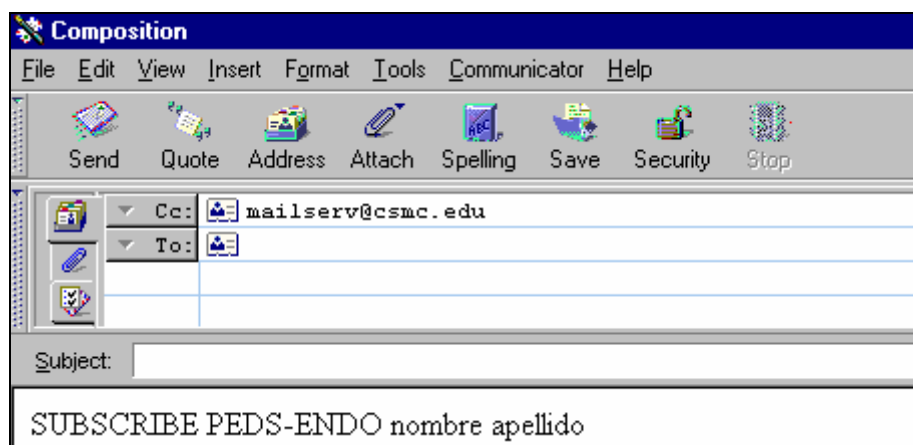 Composition
File Edit View Insert Format Tools Communicator Help
Send Quote Address Attach Spelling Save Security Stop
Cc: mailserv@csmc.edu
To:
Subject:
SUBSCRIBE PEDS-ENDO nombre apellido